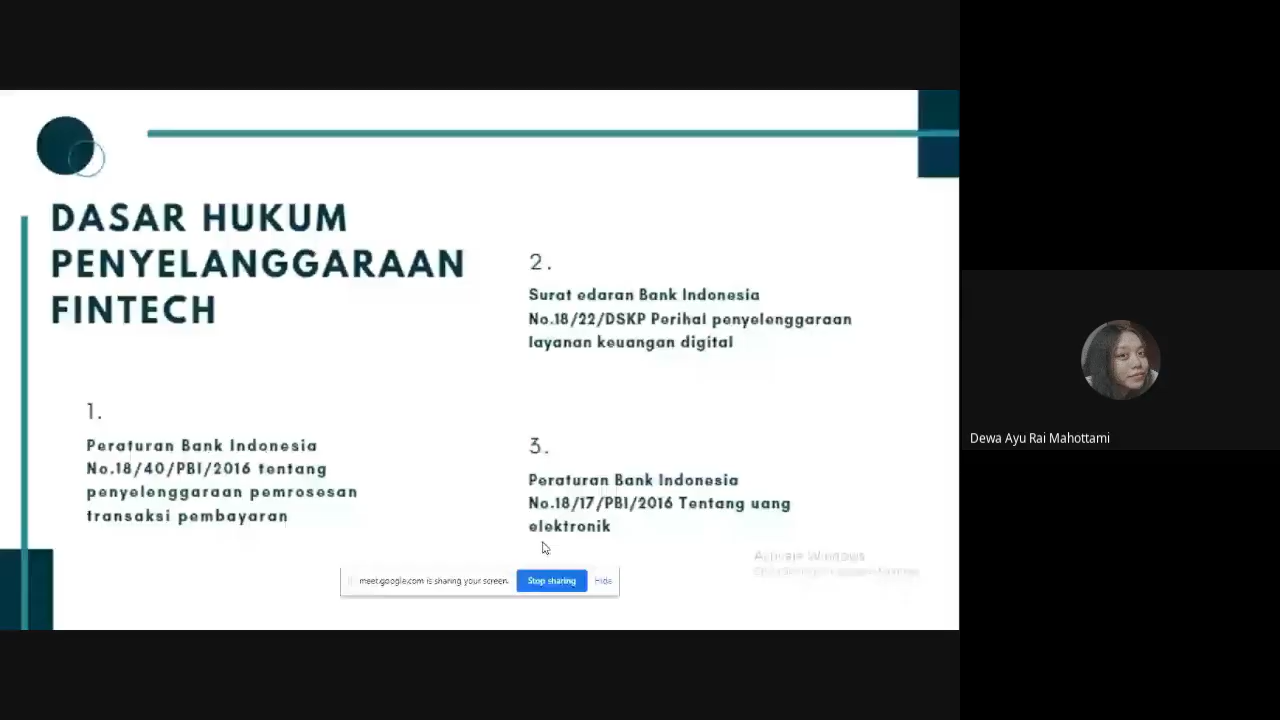 DASAR HUKUM
PENYELANGGARAAN
FINTECH
1.
Peraturan Bank Indonesia
No.18/40/PBI/2016 tentang
penyelenggaraan pemrosesan
transaksi pembayaran
2.
Surat edaran Bank Indonesia
No.18/22/DSKP Perihal penyelenggaraan
layanan keuangan digital
3.
Peraturan Bank Indonesia
No.18/17/PBI/2016 Tentang uang
elektronik
Activate Windows
meet.google.com is sharing your screen.
Stop sharing
Hide
Dewa Ayu Rai Mahottami